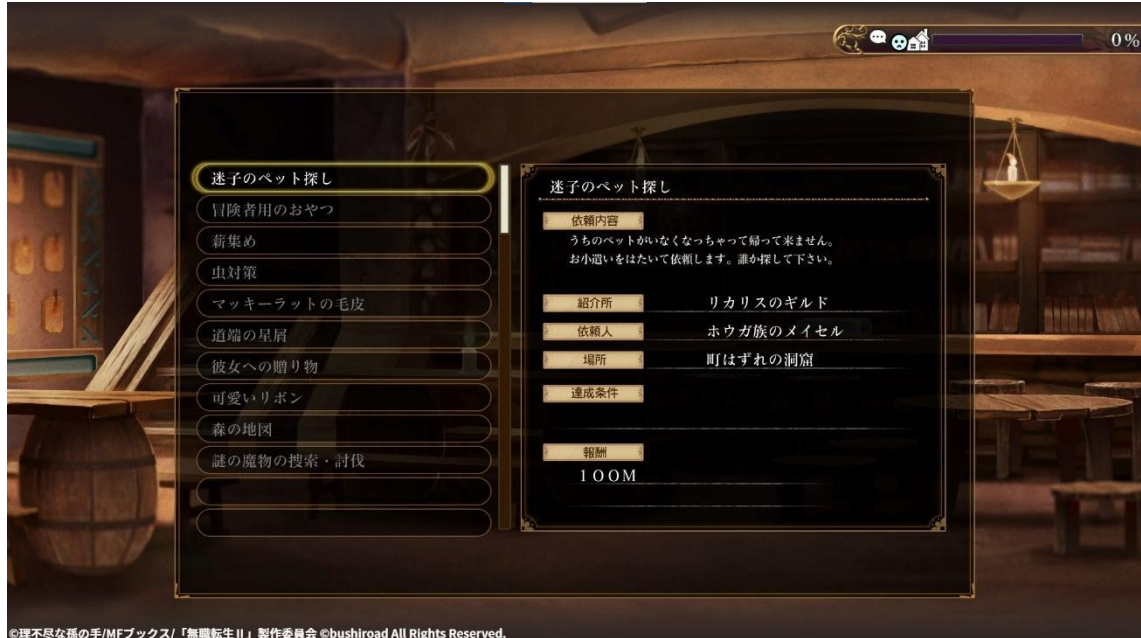 0%
迷子のペット探し
冒険者用のおやつ
薪集め
虫対策
マッキーラットの毛皮
道端の星屑
彼女への贈り物
可愛いリボン
森の地図
謎の魔物の捜索・討伐
迷子のペット探し
依頼内容
うちのペットがいなくなっちゃって帰って来ません。
お小遣いをはたいて依頼します。誰か探して下さい。
紹介所 リカリスのギルド
依頼人 ホウガ族のメイセル
場所 町はずれの洞窟
達成条件
報酬
100M
©理不尽な孫の手/MFブックス/「無職転生Ⅱ」製作委員会 ©bushiroad All Rights Reserved.